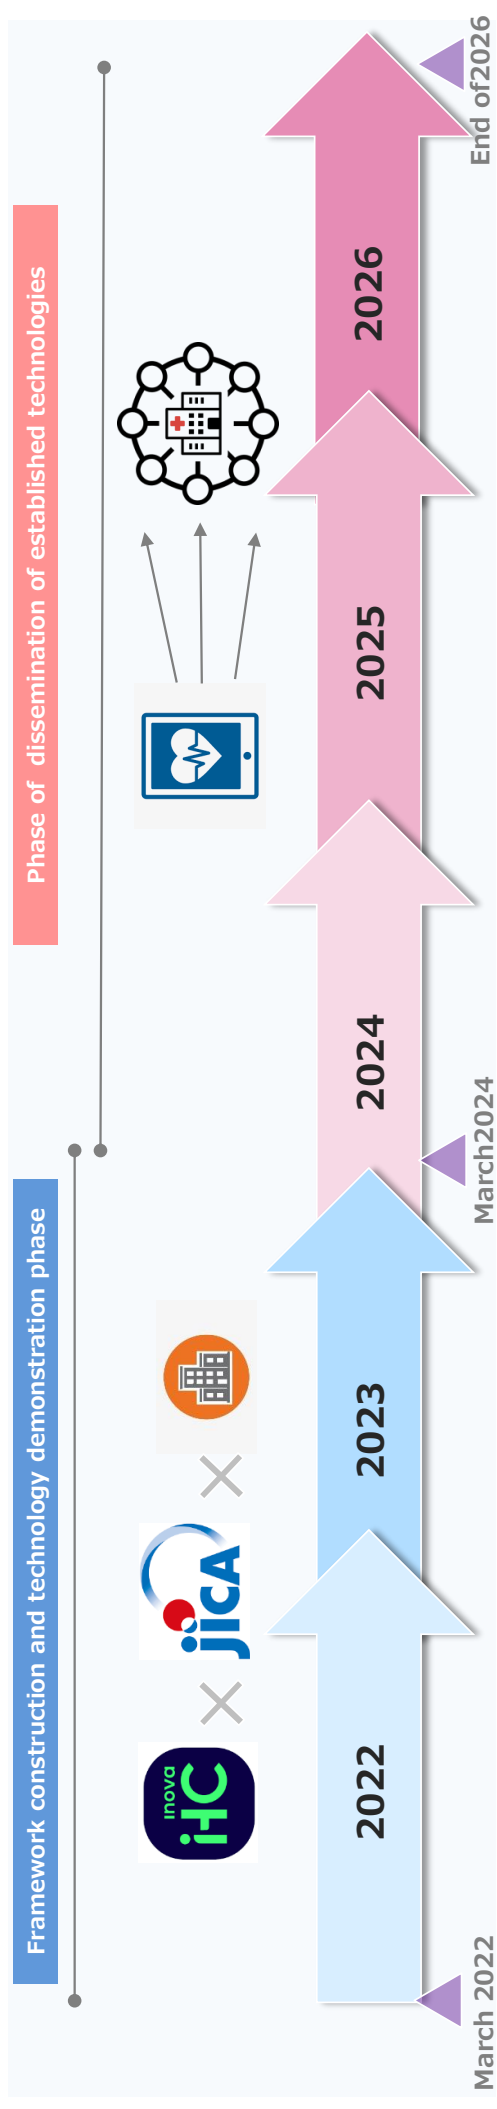 Framework construction and technology demonstration phase
Phase of dissemination of established technologies
inova
iHC
jICA
2022
2023
2024
2025
2026
March 2022
March2024
End of2026